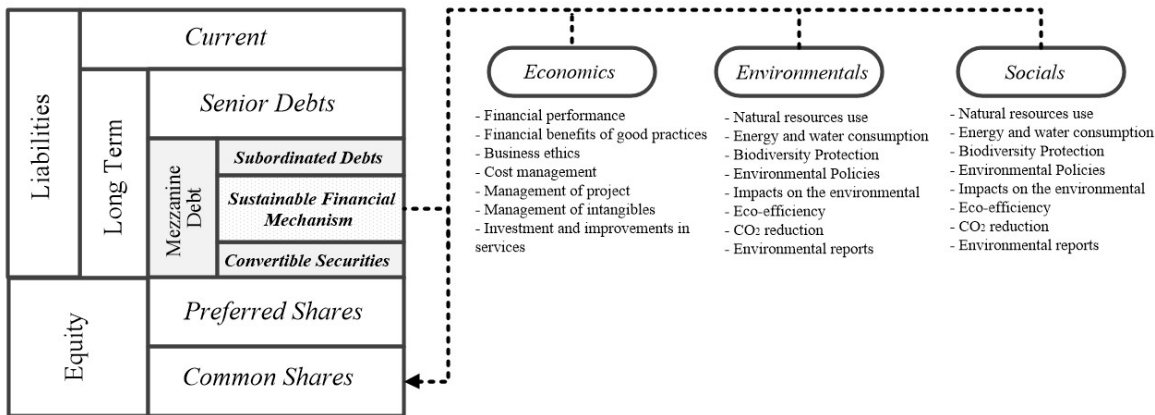 Liabilities
Long Term
Current
Senior Debts
Mezzanine
Debt
Subordinated Debts
Sustainable Financial
Mechanism
Convertible Securities
Equity
Preferred Shares
Common Shares
Economics
- Financial performance
- Financial benefits of good practices
- Business ethics
- Cost management
- Management of project
- Management of intangibles
- Investment and improvements in
services
Environmentals
- Natural resources use
- Energy and water consumption
- Biodiversity Protection
- Environmental Policies
- Impacts on the environmental
- Eco-efficiency
- CO₂ reduction
- Environmental reports
Socials
- Natural resources use
- Energy and water consumption
- Biodiversity Protection
- Environmental Policies
- Impacts on the environmental
- Eco-efficiency
- CO₂ reduction
- Environmental reports